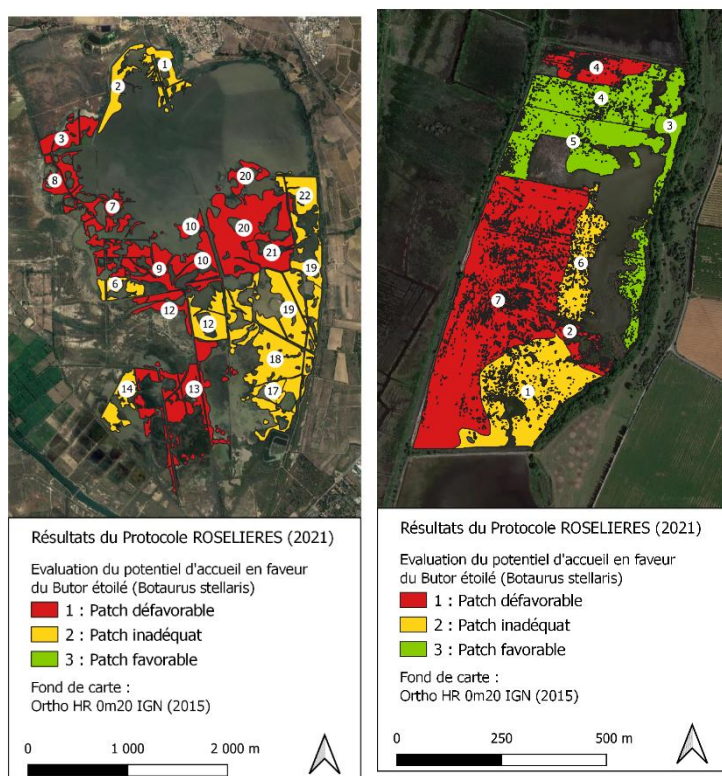 1
2
3
8
20
22
7
20
10
21
10
9
19
6
12
19
12
18
14
13
17
Résultats du Protocole ROSELIERES (2021)
Evaluation du potentiel d'accueil en faveur
du Butor étoilé (Botaurus stellaris)
1 : Patch défavorable
2 : Patch inadéquat
3 : Patch favorable
Fond de carte :
Ortho HR 0m20 IGN (2015)
0 1 000 2 000 m
4
4
3
5
6
7
2
1
Résultats du Protocole ROSELIERES (2021)
Evaluation du potentiel d'accueil en faveur
du Butor étoilé (Botaurus stellaris)
1 : Patch défavorable
2 : Patch inadéquat
3 : Patch favorable
Fond de carte :
Ortho HR 0m20 IGN (2015)
0 250 500 m